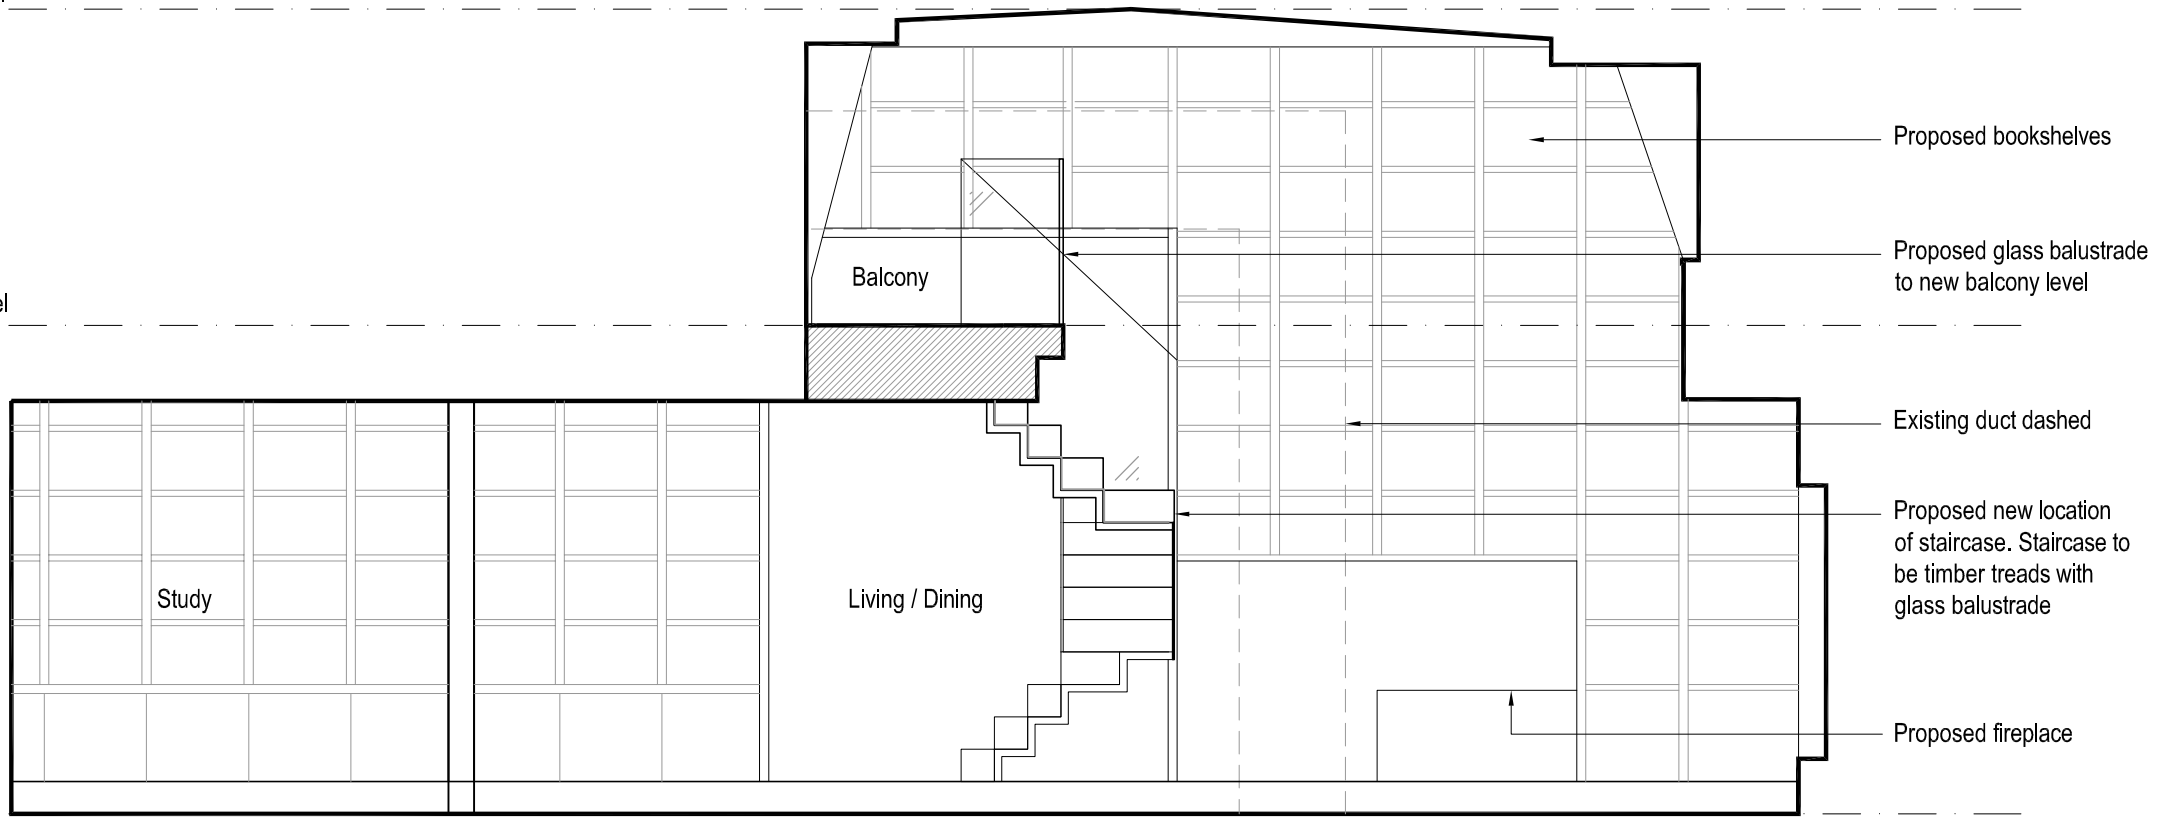 Proposed bookshelves
Proposed glass balustrade
to new balcony level
Balcony
Existing duct dashed
Proposed new location
of staircase. Staircase to
be timber treads with
glass balustrade
Study
Living / Dining
Proposed fireplace